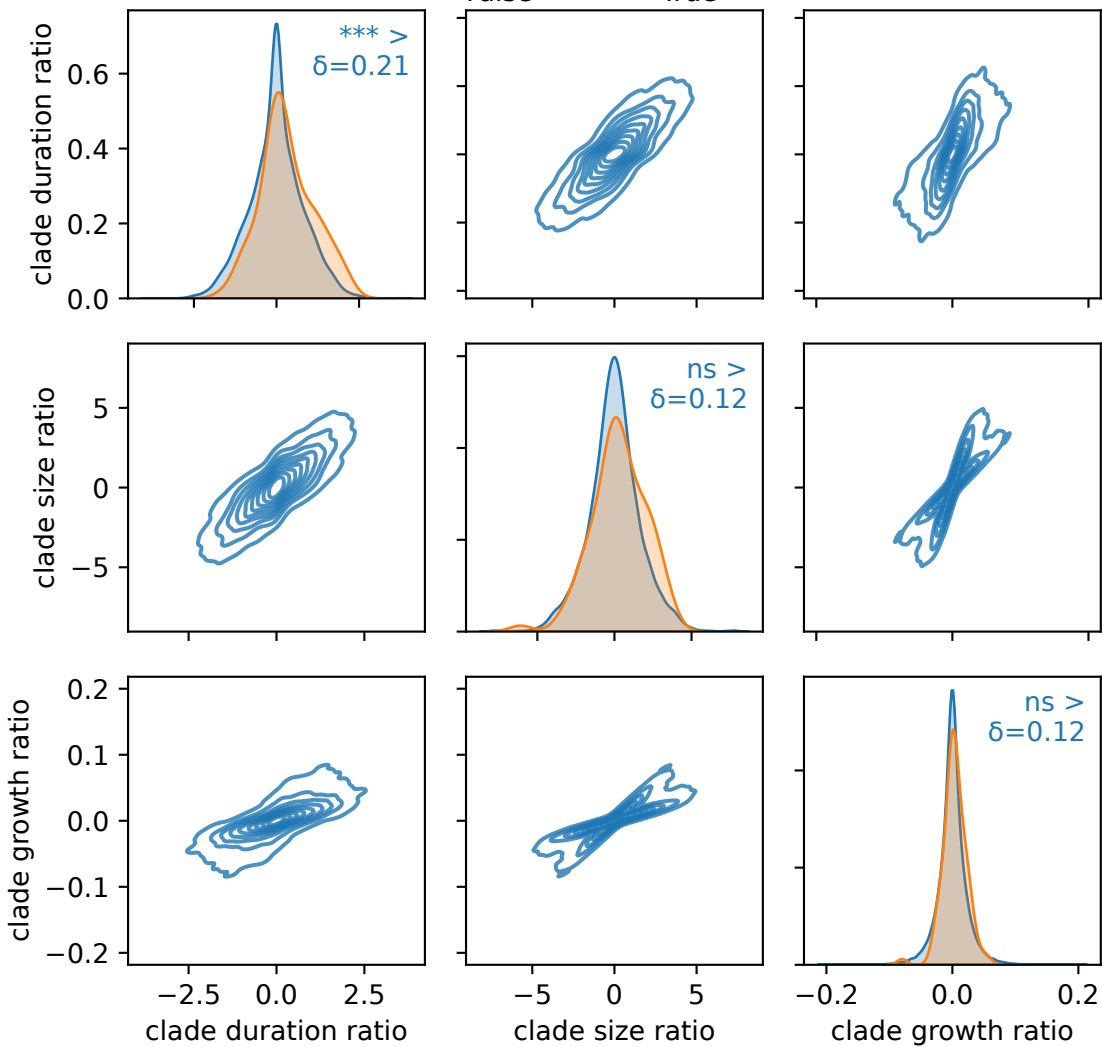 clade duration ratio
0.6
0.4
0.2
0.0
*** >
δ=0.21
clade size ratio
5
0
−5
ns >
δ=0.12
clade growth ratio
0.2
0.1
0.0
−0.1
−0.2
ns >
δ=0.12
−2.5 0.0 2.5
clade duration ratio
−5 0 5
clade size ratio
−0.2 0.0 0.2
clade growth ratio